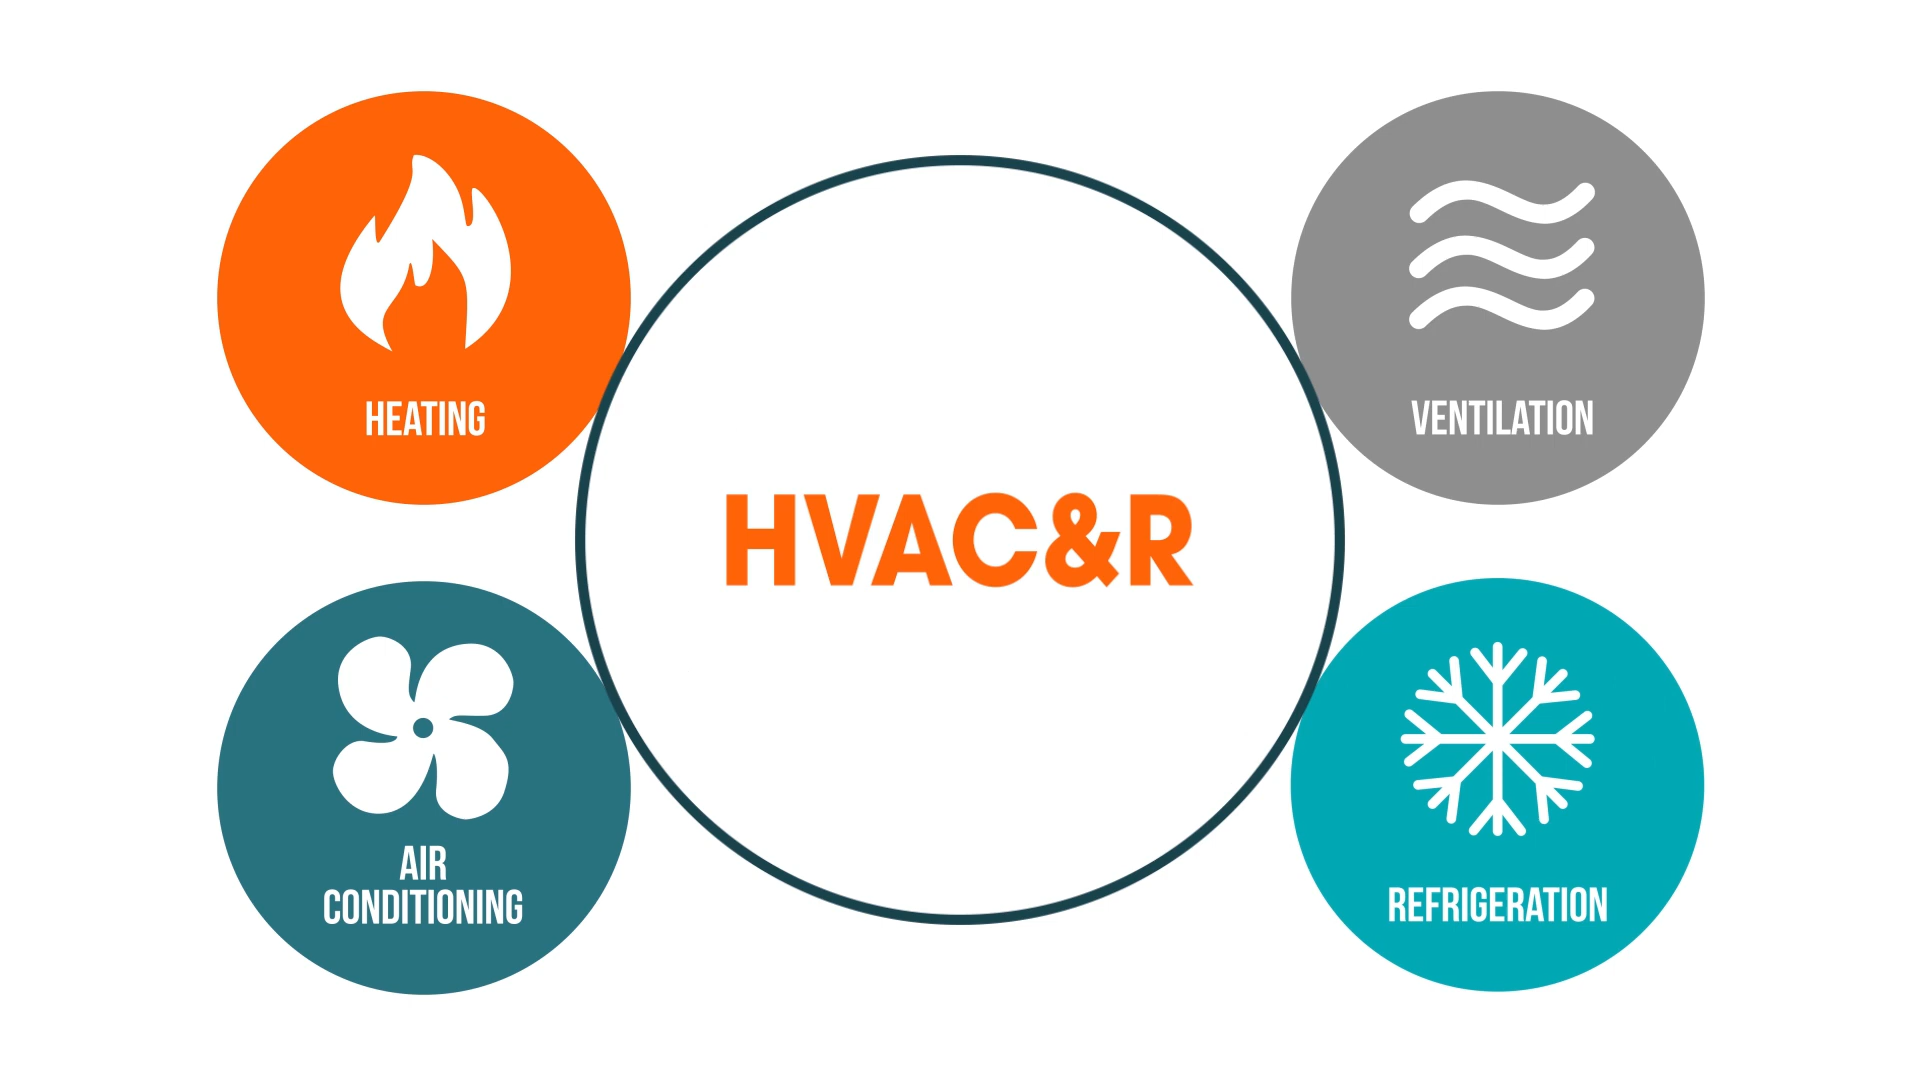 HEATING
VENTILATION
HVAC&R
AIR
CONDITIONING
REFRIGERATION